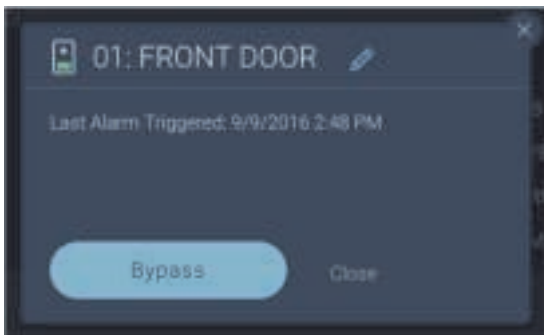 01: FRONT DOOR
Last Alarm Triggered: 9/9/2016 2:48 PM
Bypass
Close